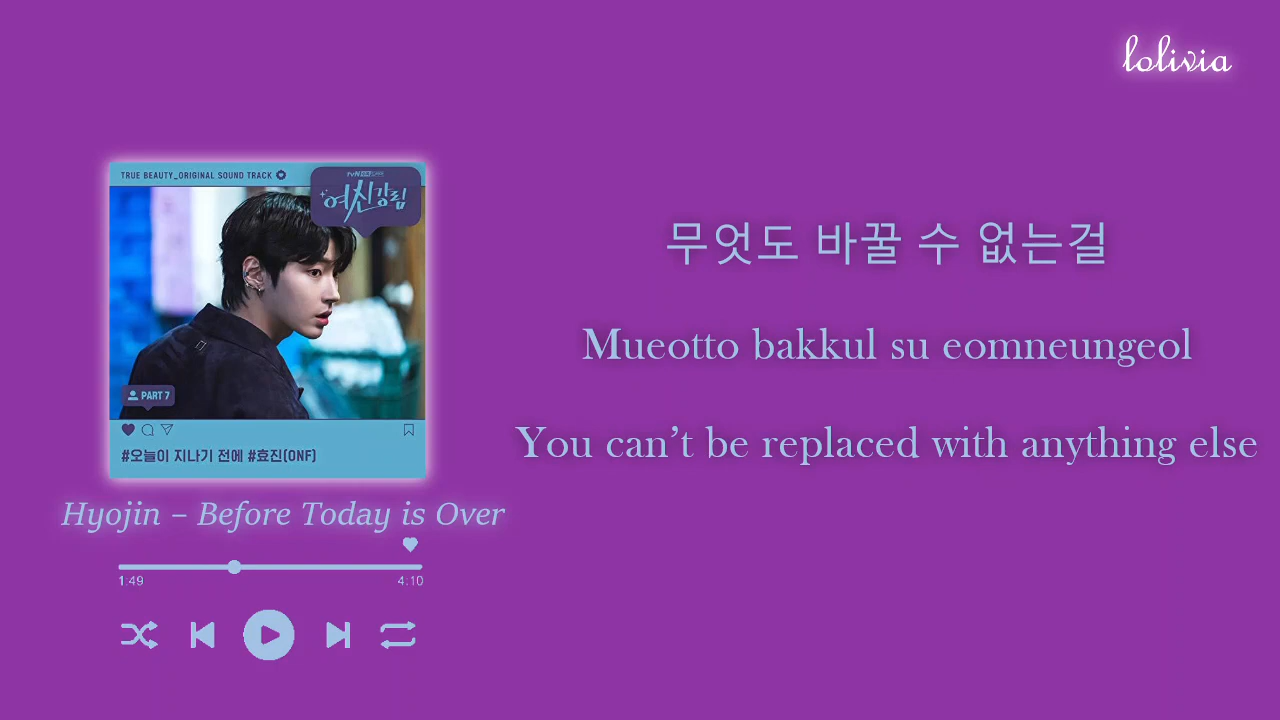 lolivia
TRUE BEAUTY_ORIGINAL SOUND TRACK
tvN
여신강림
PART 7
#오늘이 지나기 전에 #효진(ONF)
Hyojin – Before Today is Over
1:49
4:10
무엇도 바꿀 수 없는걸
Mueotto bakkul su eomneungeol
You can’t be replaced with anything else